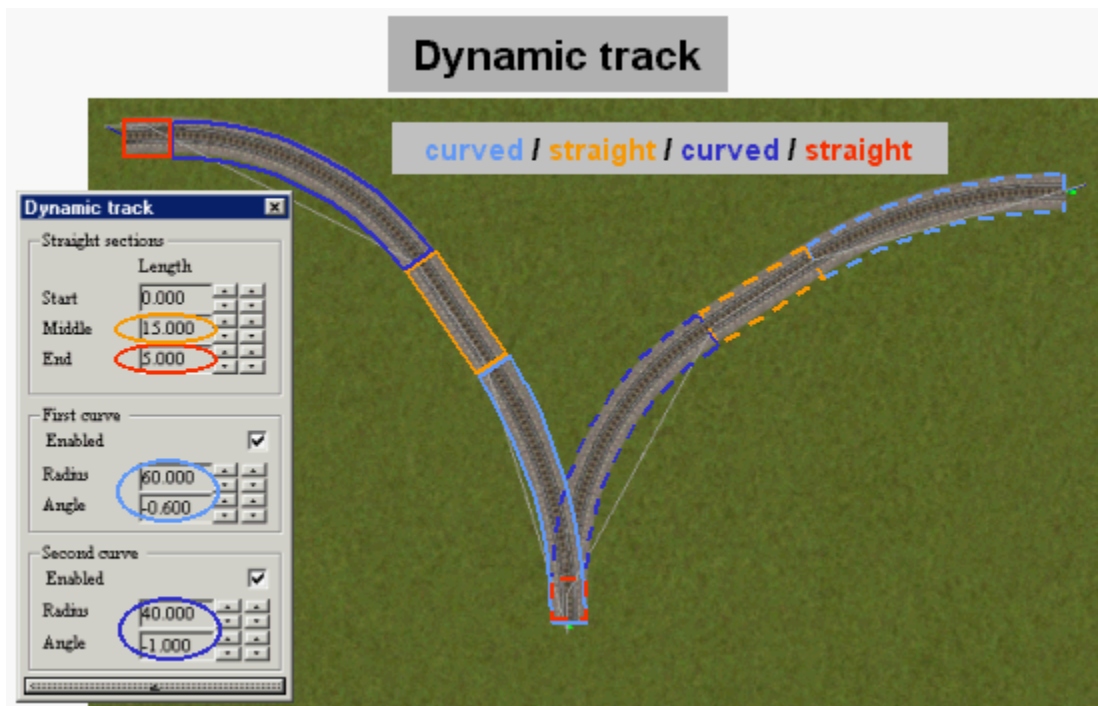 Dynamic track
curved / straight / curved / straight
Dynamic track
Straight sections
Length
Start 0.000
Middle 15.000
End 5.000
First curve
Enabled
Radius 60.000
Angle -0.600
Second curve
Enabled
Radius 40.000
Angle -1.000